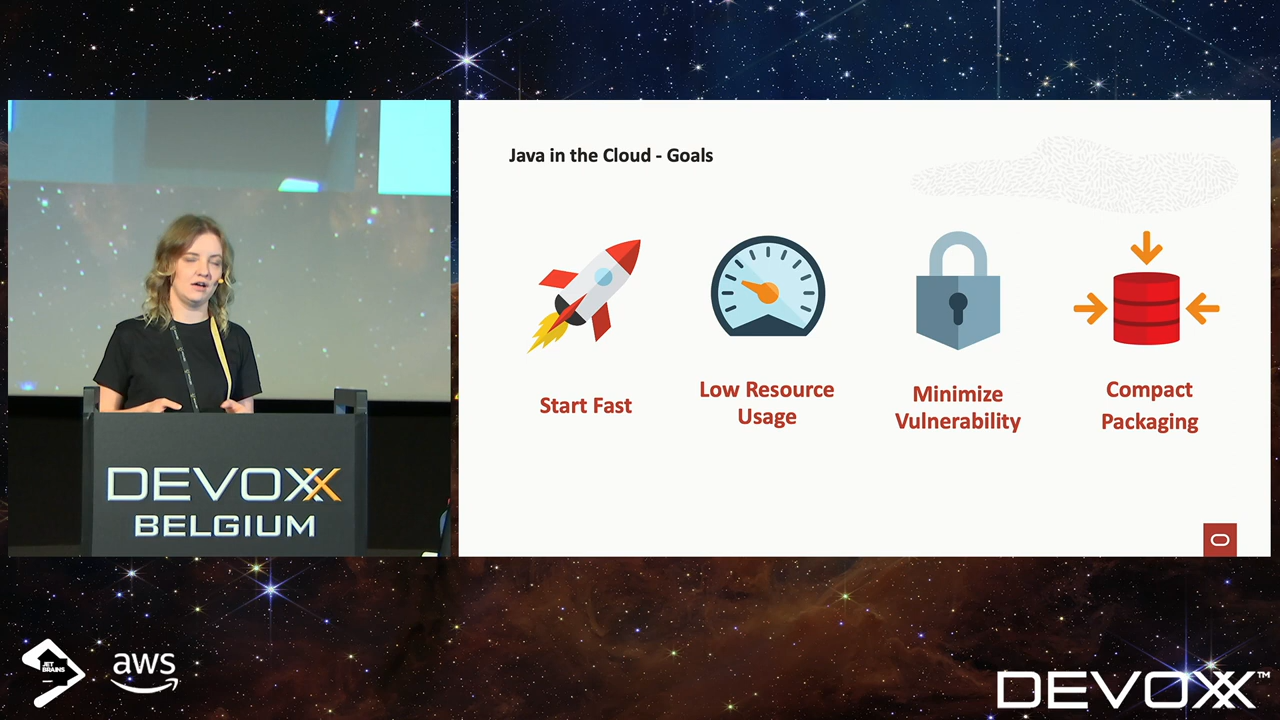 Java in the Cloud - Goals
Start Fast
Low Resource
Usage
Minimize
Vulnerability
Compact
Packaging
DEVOXX
BELGIUM
JET
BRAINS
aws
DEVOXX™